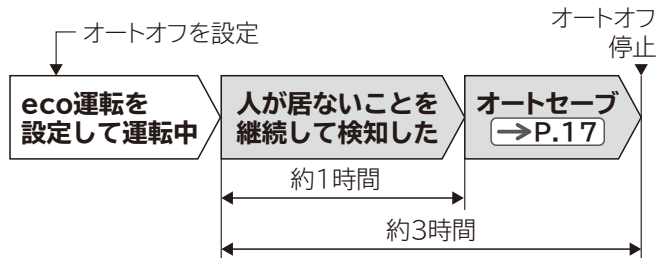 オートオフを設定
オートオフ
停止
eco運転を
設定して運転中
人が居ないことを
継続して検知した
オートセーブ
→P.17
約1時間
約3時間